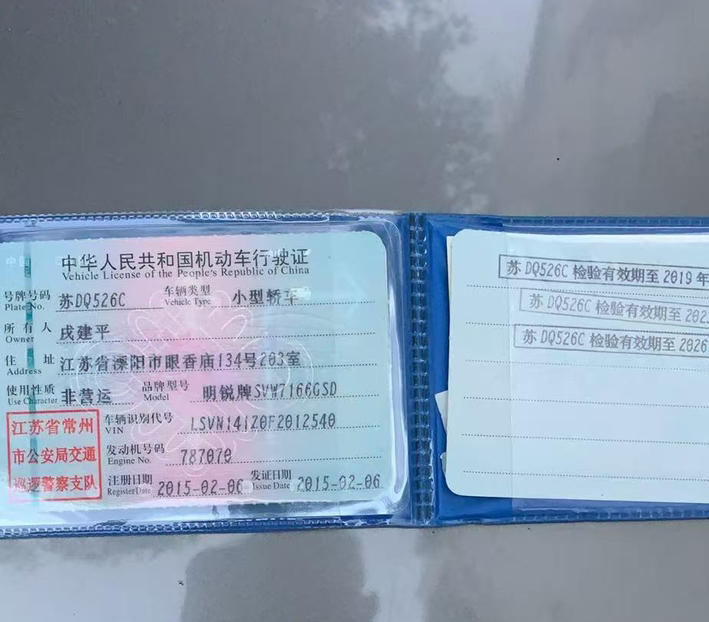 中华人民共和国机动车行驶证
Vehicle License of the People's Republic of China
号牌号码 苏DQ526C 车辆类型 小型轿车
Plate No. Vehicle Type
所有人 戌建平
Owner
住址 江苏省溧阳市眼香庙134号203室
Address
使用性质 非营运 品牌型号 明锐牌SVW7166GSD
Use Character Model
江苏省常州
市公安局交通
巡逻警察支队
车辆识别代号 LSVN141Z0F2012540
VIN
发动机号码 787070
Engine No.
注册日期 2015-02-06 发证日期 2015-02-06
Register Date Issue Date
苏DQ526C 检验有效期至 2019年
苏DQ526C 检验有效期至 202
苏DQ526C 检验有效期至 2026